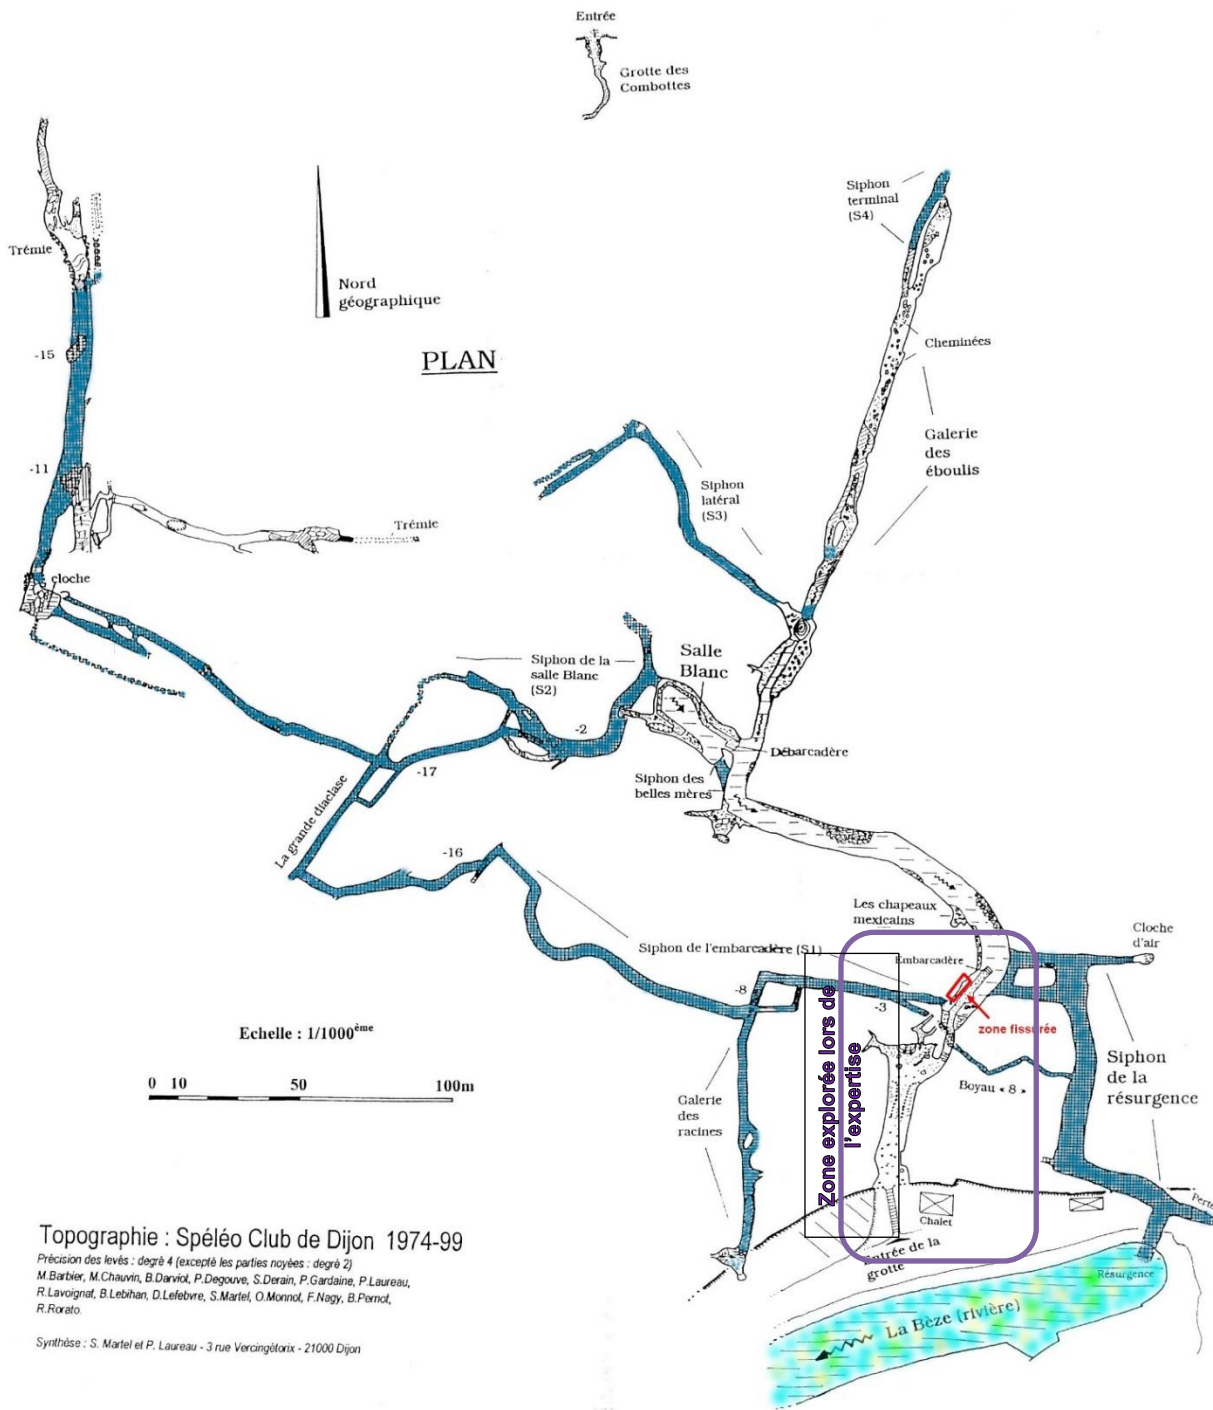 Entrée
Grotte des
Combottes
Siphon
terminal
(S4)
Trémie
Nord
géographique
-15
PLAN
Cheminées
Galerie
des
éboulis
-11
Siphon
latéral
(S3)
Trémie
cloche
Siphon de la
salle Blanc
(S2)
Salle
Blanc
-2
Débarcadère
-17
Siphon des
belles mères
La grande diaclase
-16
Les chapeaux
mexicains
Cloche
d'air
Siphon de l'embarcadère (S1)
Embarcadère
-8
-3
zone fissurée
Echelle : 1/1000ème
0 10 50 100m
Zone explorée lors de
l'expertise
Boyau « 8 »
Siphon
de la
résurgence
Galerie
des
racines
Perte
Chalet
Entrée de la
grotte
Résurgence
La Bèze (rivière)
Topographie : Spéléo Club de Dijon 1974-99
Précision des levés : degré 4 (excepté les parties noyées : degré 2)
M.Barbier, M.Chauvin, B.Darviol, P.Degouve, S.Derain, P.Gardaine, P.Laureau,
R.Lavoignat, B.Lebihan, D.Lefebvre, S.Martel, O.Monnot, F.Nagy, B.Pernot,
R.Rorato.
Synthèse : S. Martel et P. Laureau - 3 rue Vercingétorix - 21000 Dijon